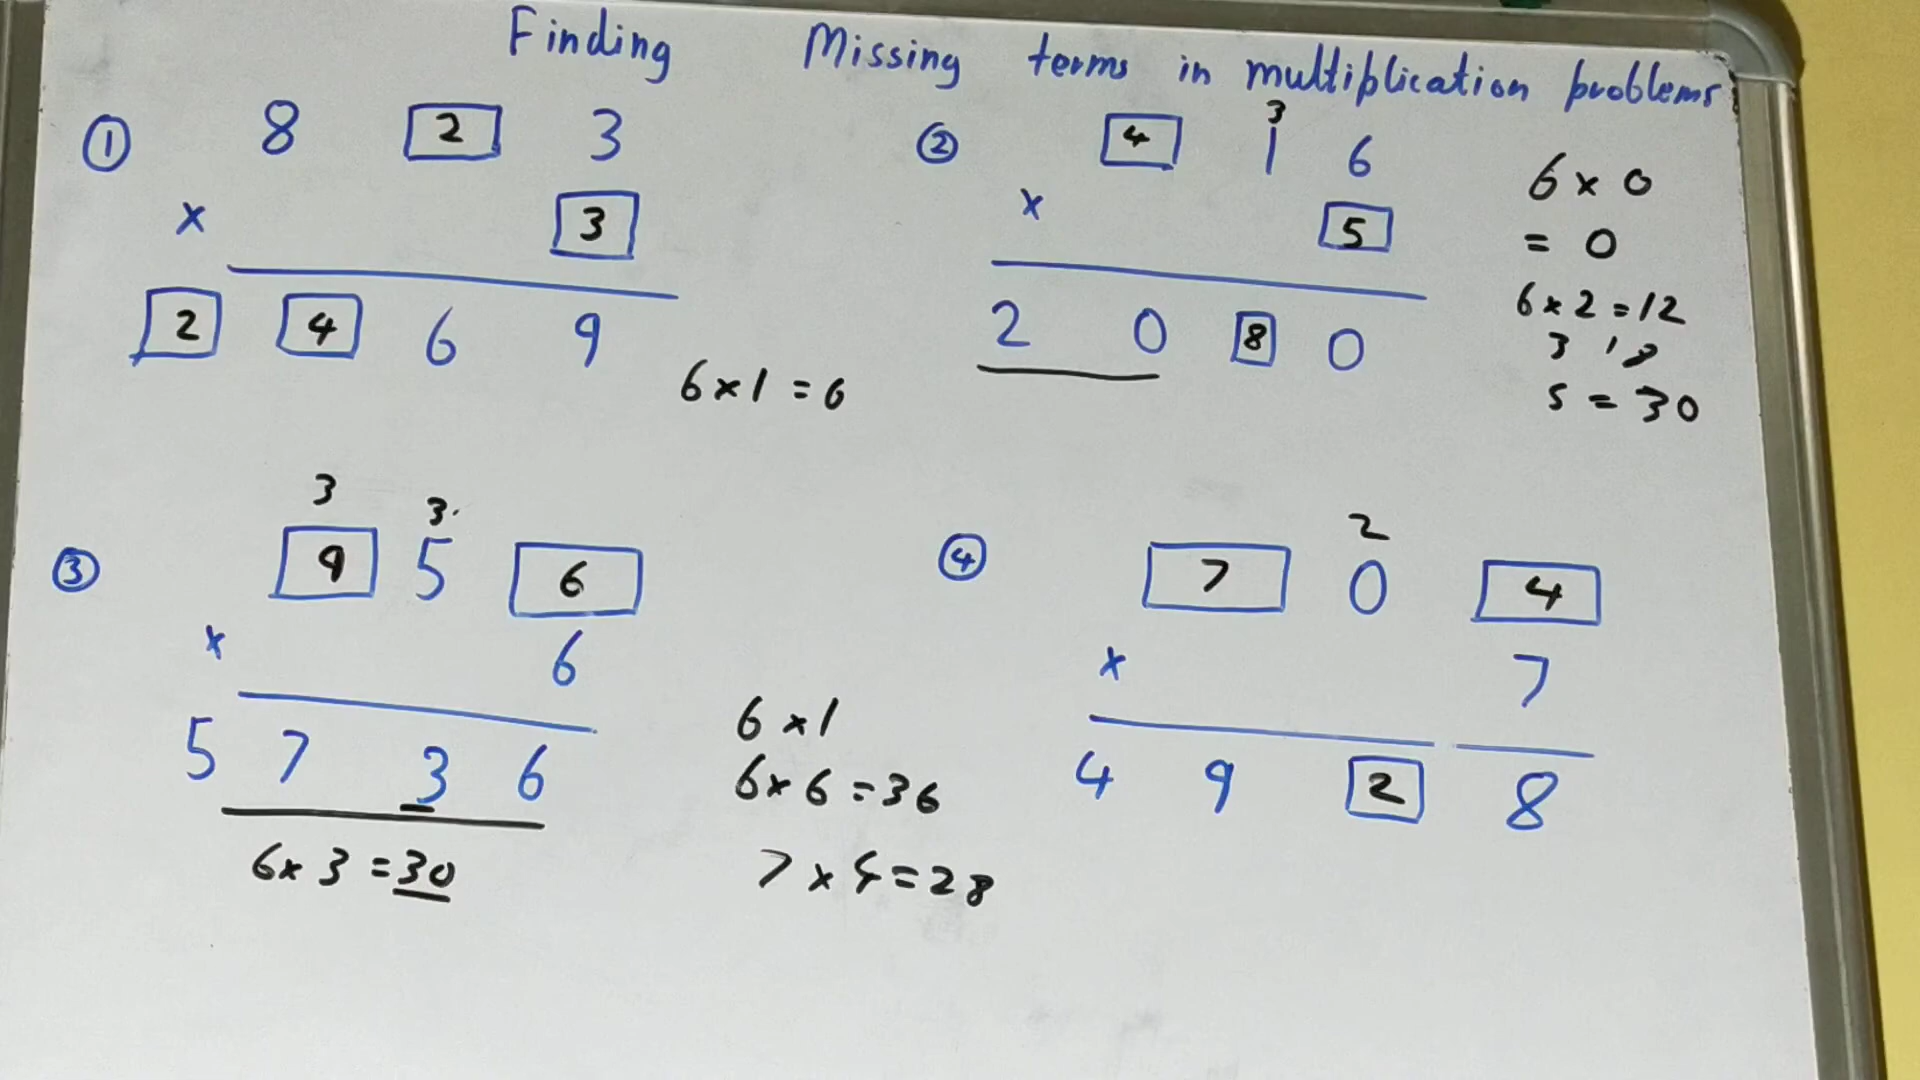 Finding Missing terms in multiplication problems
① 8 2 3
x 3
2 4 6 9
6 x 1 = 6
3
② 4 1 6
x 5
2 0 8 0
6 x 0
= 0
6 x 2 = 12
3 18
5 = 30
3 3
③ 9 5 6
x 6
5 7 3 6
6 x 3 = 30
6 x 1
6 x 6 = 36
7 x 4 = 28
2
④ 7 0 4
x 7
4 9 2 8